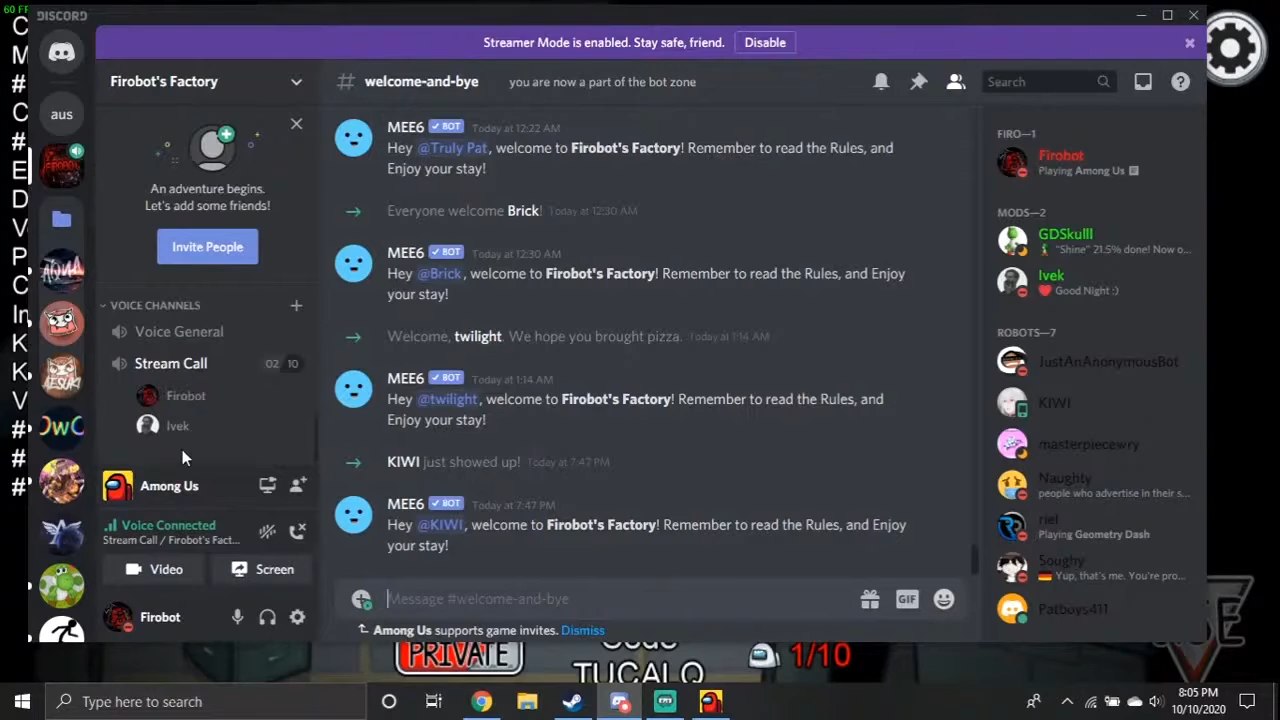 60 FF
DISCORD
Streamer Mode is enabled. Stay safe, friend.
Disable
Firobot's Factory
# welcome-and-bye
you are now a part of the bot zone
Search
aus
An adventure begins.
Let's add some friends!
Invite People
VOICE CHANNELS
Voice General
Stream Call
02 10
Firobot
Ivek
Among Us
Voice Connected
Stream Call / Firobot's Fact...
Video
Screen
Firobot
OwO
MEE6 BOT Today at 12:22 AM
Hey @Truly Pat, welcome to Firobot's Factory! Remember to read the Rules, and
Enjoy your stay!
Everyone welcome Brick! Today at 12:30 AM
MEE6 BOT Today at 12:30 AM
Hey @Brick, welcome to Firobot's Factory! Remember to read the Rules, and Enjoy
your stay!
Welcome, twilight. We hope you brought pizza. Today at 1:14 AM
MEE6 BOT Today at 1:14 AM
Hey @twilight, welcome to Firobot's Factory! Remember to read the Rules, and
Enjoy your stay!
KIWI just showed up! Today at 7:47 PM
MEE6 BOT Today at 7:47 PM
Hey @KIWI, welcome to Firobot's Factory! Remember to read the Rules, and Enjoy
your stay!
Message #welcome-and-bye
GIF
Among Us supports game invites. Dismiss
FIRO—1
Firobot
Playing Among Us
MODS—2
GDSkulll
"Shine" 21.5% done! Now o...
Ivek
Good Night :)
ROBOTS—7
JustAnAnonymousBot
KIWI
masterpiecewry
Naughty
people who advertise in their s...
riel
Playing Geometry Dash
Soughy
Yup, that's me. You're pro...
Patboys411
PRIVATE
Code
TUCALQ
1/10
Type here to search
8:05 PM
10/10/2020